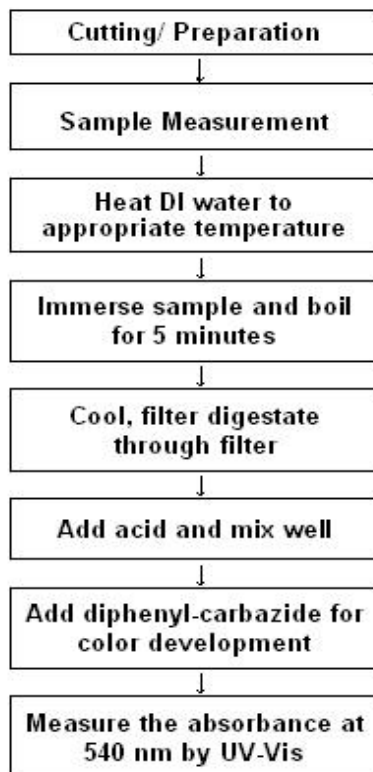 Cutting/ Preparation
Sample Measurement
Heat DI water to
appropriate temperature
Immerse sample and boil
for 5 minutes
Cool, filter digestate
through filter
Add acid and mix well
Add diphenyl-carbazide for
color development
Measure the absorbance at
540 nm by UV-Vis